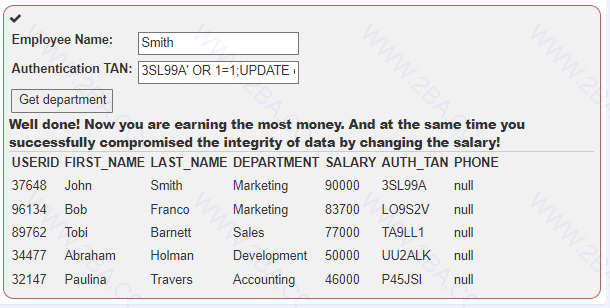 Employee Name: Smith
Authentication TAN: 3SL99A' OR 1=1;UPDATE
Get department
Well done! Now you are earning the most money. And at the same time you
successfully compromised the integrity of data by changing the salary!
USERID FIRST_NAME LAST_NAME DEPARTMENT SALARY AUTH_TAN PHONE
37648 John Smith Marketing 90000 3SL99A null
96134 Bob Franco Marketing 83700 LO9S2V null
89762 Tobi Barnett Sales 77000 TA9LL1 null
34477 Abraham Holman Development 50000 UU2ALK null
32147 Paulina Travers Accounting 46000 P45JSI null